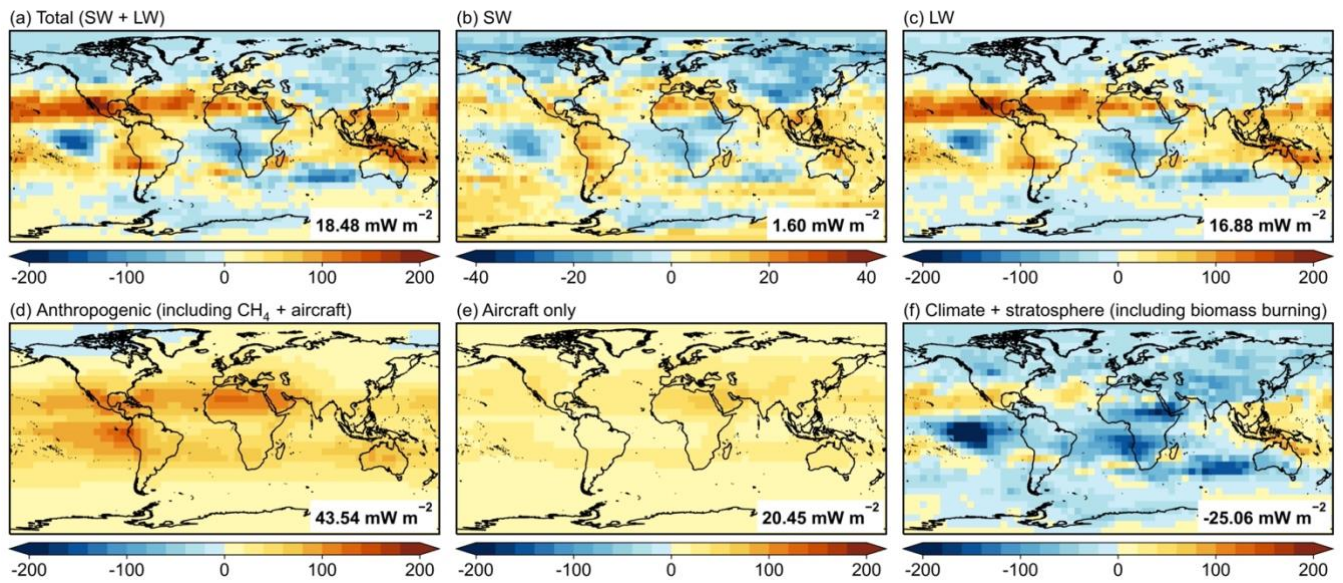 (a) Total (SW + LW)
(b) SW
(c) LW
18.48 mW m⁻²
1.60 mW m⁻²
16.88 mW m⁻²
-200 -100 0 100 200
-40 -20 0 20 40
-200 -100 0 100 200
(d) Anthropogenic (including CH₄ + aircraft)
(e) Aircraft only
(f) Climate + stratosphere (including biomass burning)
43.54 mW m⁻²
20.45 mW m⁻²
-25.06 mW m⁻²
-200 -100 0 100 200
-200 -100 0 100 200
-200 -100 0 100 200